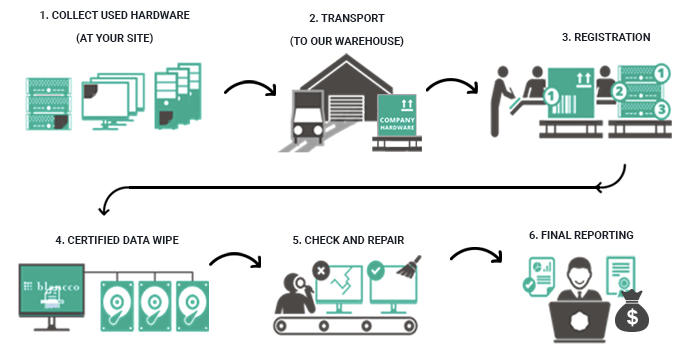 1. COLLECT USED HARDWARE
(AT YOUR SITE)
2. TRANSPORT
(TO OUR WAREHOUSE)
COMPANY
HARDWARE
3. REGISTRATION
1
2
1
3
4. CERTIFIED DATA WIPE
blancco
5. CHECK AND REPAIR
6. FINAL REPORTING
$